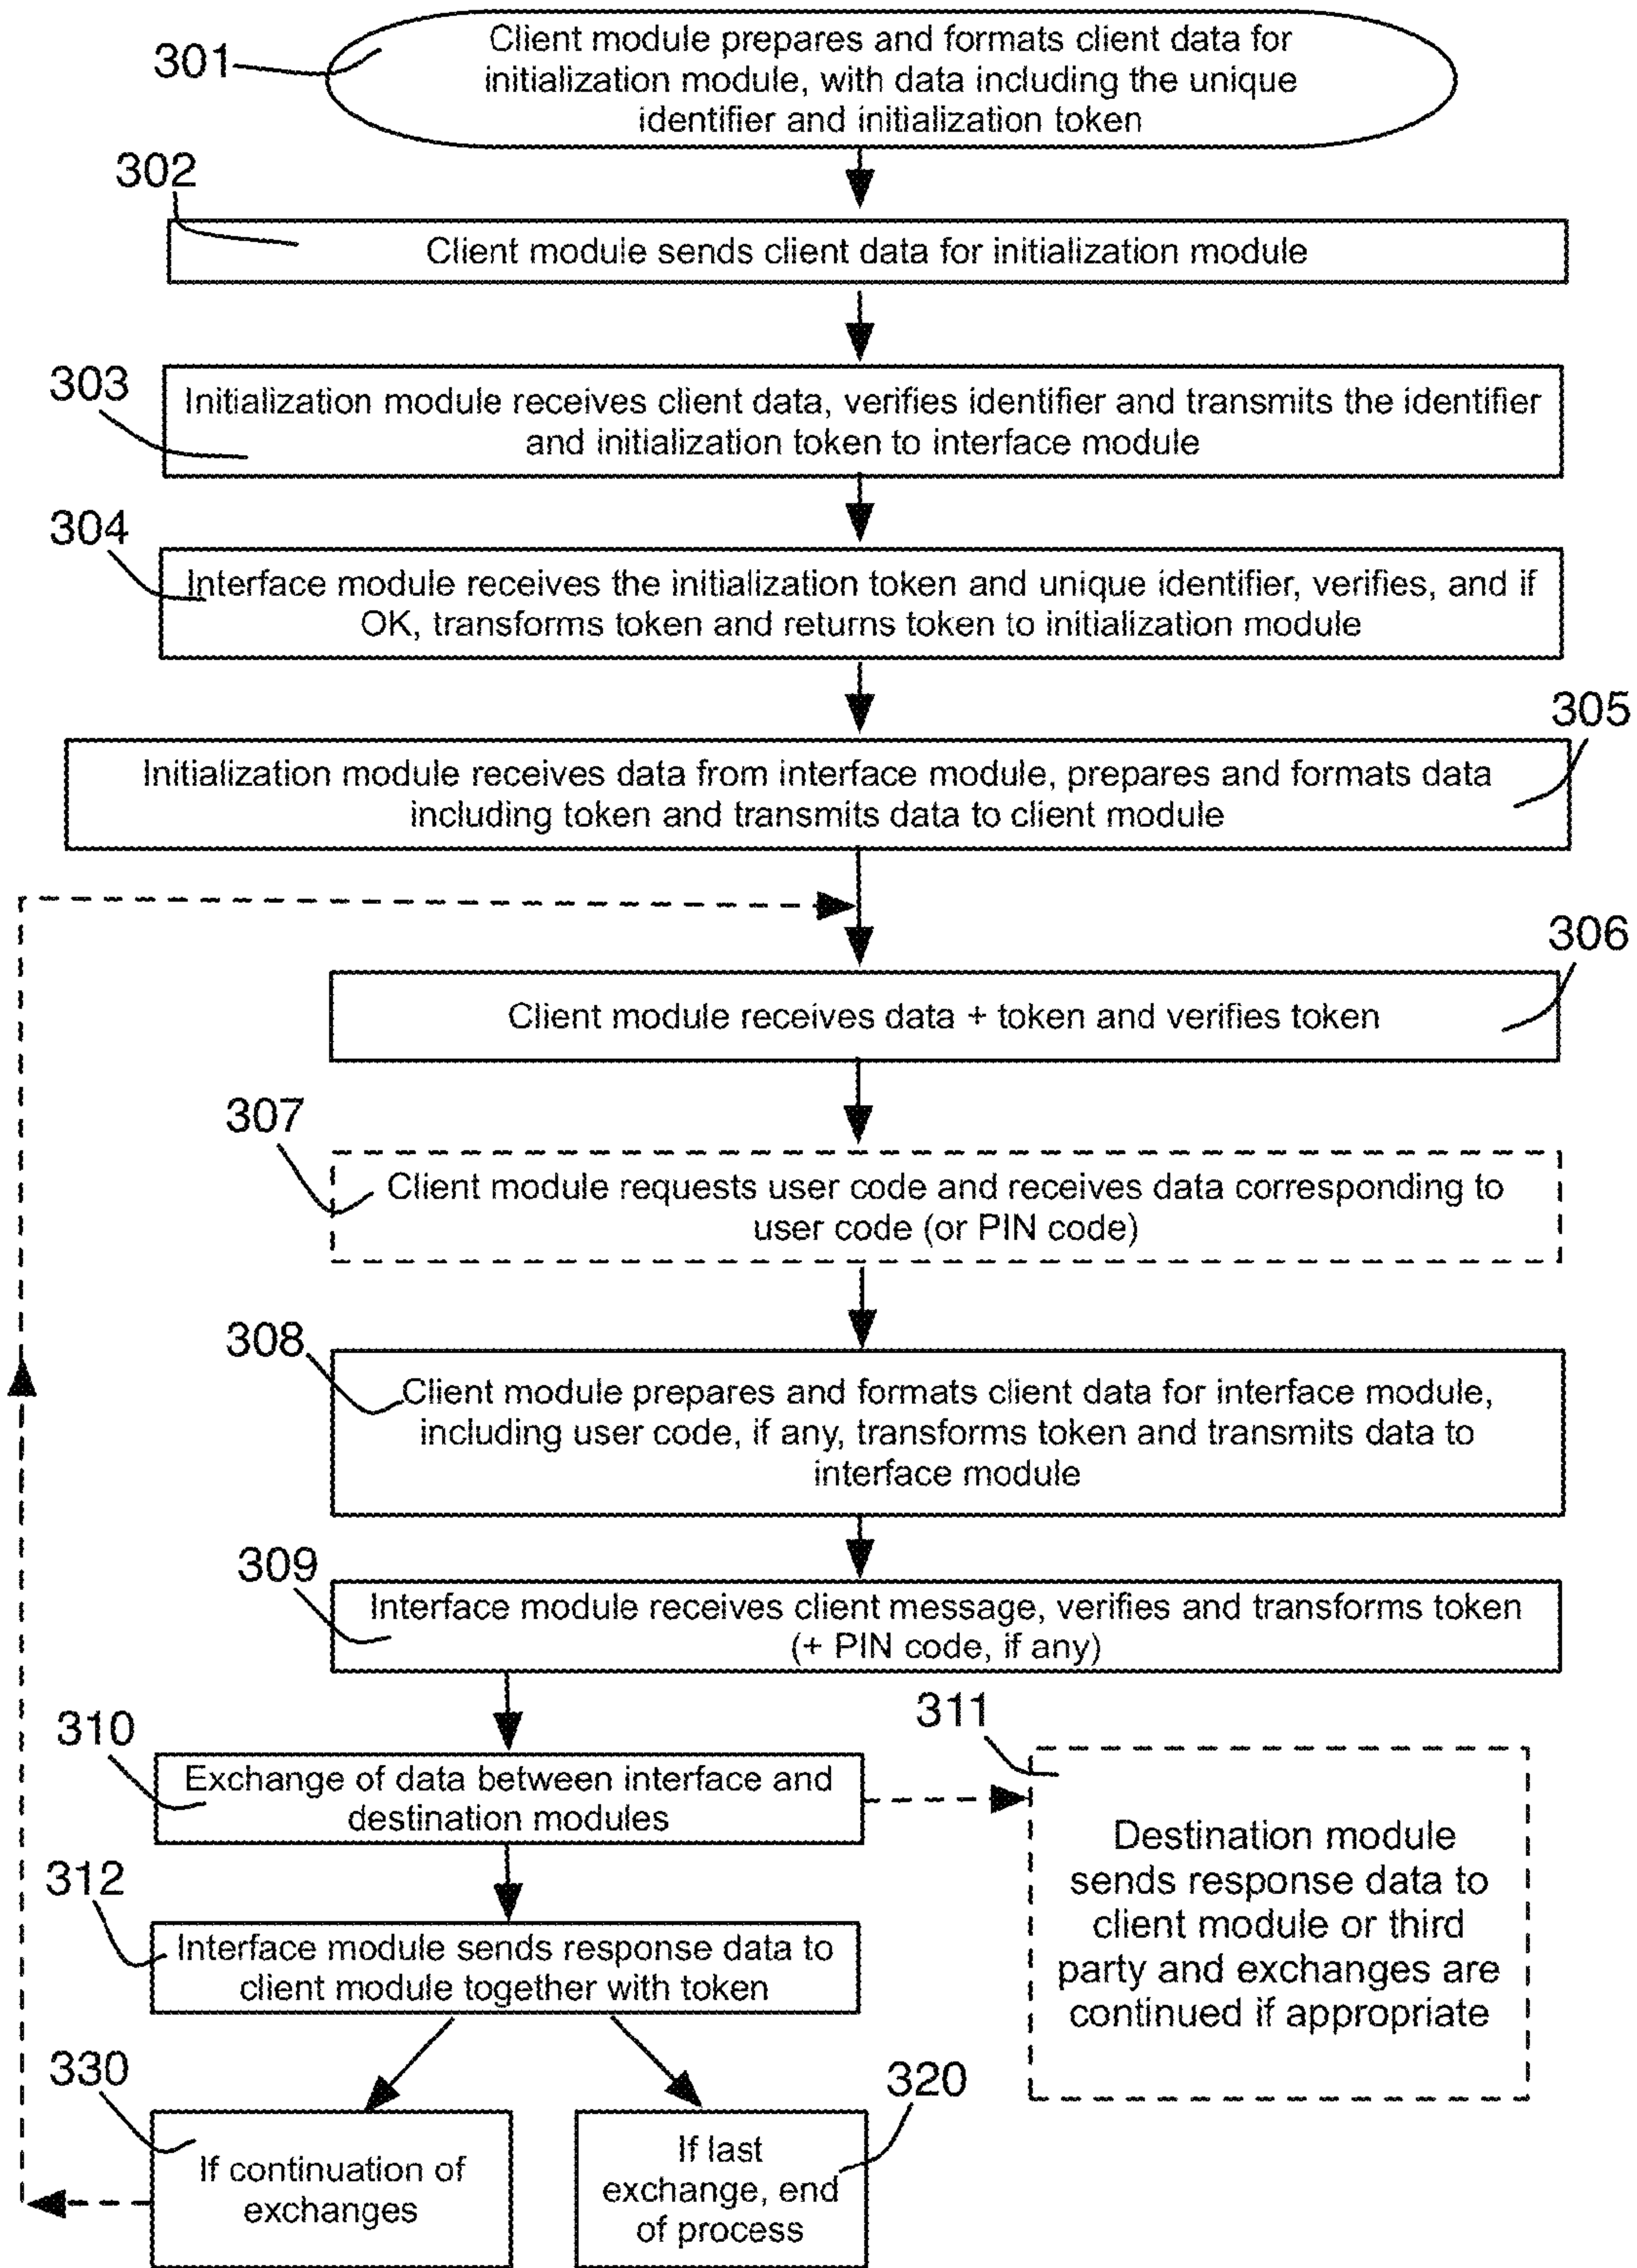 301
Client module prepares and formats client data for
initialization module, with data including the unique
identifier and initialization token
302
Client module sends client data for initialization module
303
Initialization module receives client data, verifies identifier and transmits the identifier
and initialization token to interface module
304
Interface module receives the initialization token and unique identifier, verifies, and if
OK, transforms token and returns token to initialization module
305
Initialization module receives data from interface module, prepares and formats data
including token and transmits data to client module
306
Client module receives data + token and verifies token
307
Client module requests user code and receives data corresponding to
user code (or PIN code)
308
Client module prepares and formats client data for interface module,
including user code, if any, transforms token and transmits data to
interface module
309
Interface module receives client message, verifies and transforms token
(+ PIN code, if any)
310
Exchange of data between interface and
destination modules
311
Destination module
sends response data to
client module or third
party and exchanges are
continued if appropriate
312
Interface module sends response data to
client module together with token
330
If continuation of
exchanges
320
If last
exchange, end
of process